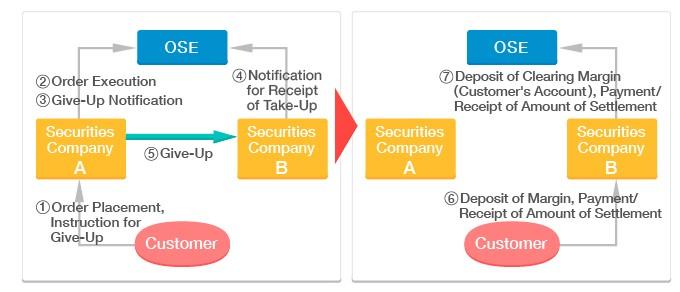 OSE
②Order Execution
③Give-Up Notification
④Notification
for Receipt
of Take-Up
Securities
Company
A
⑤Give-Up
Securities
Company
B
①Order Placement,
Instruction for
Give-Up
Customer
OSE
⑦Deposit of Clearing Margin
(Customer's Account), Payment/
Receipt of Amount of Settlement
Securities
Company
A
Securities
Company
B
⑥Deposit of Margin, Payment/
Receipt of Amount of Settlement
Customer